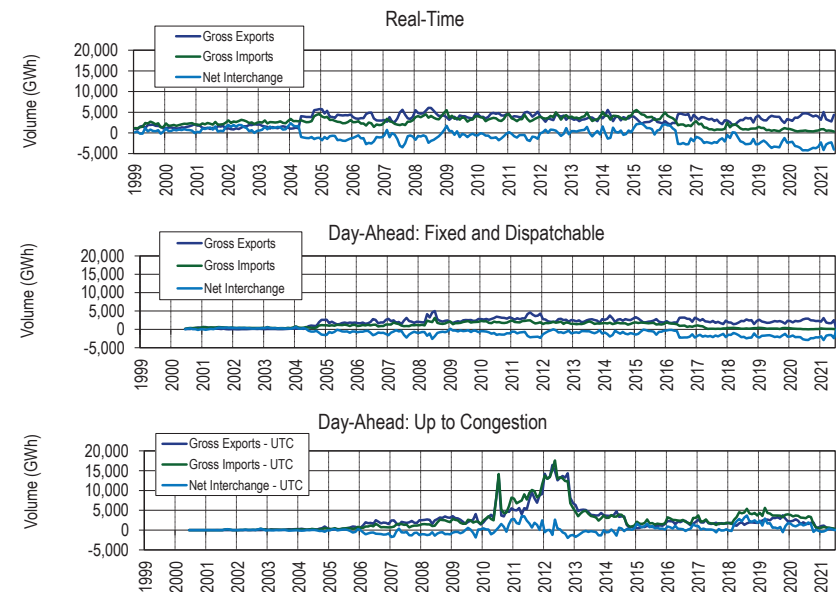 Real-Time
Gross Exports
Gross Imports
Net Interchange
Volume (GWh)
20,000
15,000
10,000
5,000
0
-5,000
1999 2000 2001 2002 2003 2004 2005 2006 2007 2008 2009 2010 2011 2012 2013 2014 2015 2016 2017 2018 2019 2020 2021
Day-Ahead: Fixed and Dispatchable
Gross Exports
Gross Imports
Net Interchange
Volume (GWh)
20,000
15,000
10,000
5,000
0
-5,000
1999 2000 2001 2002 2003 2004 2005 2006 2007 2008 2009 2010 2011 2012 2013 2014 2015 2016 2017 2018 2019 2020 2021
Day-Ahead: Up to Congestion
Gross Exports - UTC
Gross Imports - UTC
Net Interchange - UTC
Volume (GWh)
20,000
15,000
10,000
5,000
0
-5,000
1999 2000 2001 2002 2003 2004 2005 2006 2007 2008 2009 2010 2011 2012 2013 2014 2015 2016 2017 2018 2019 2020 2021